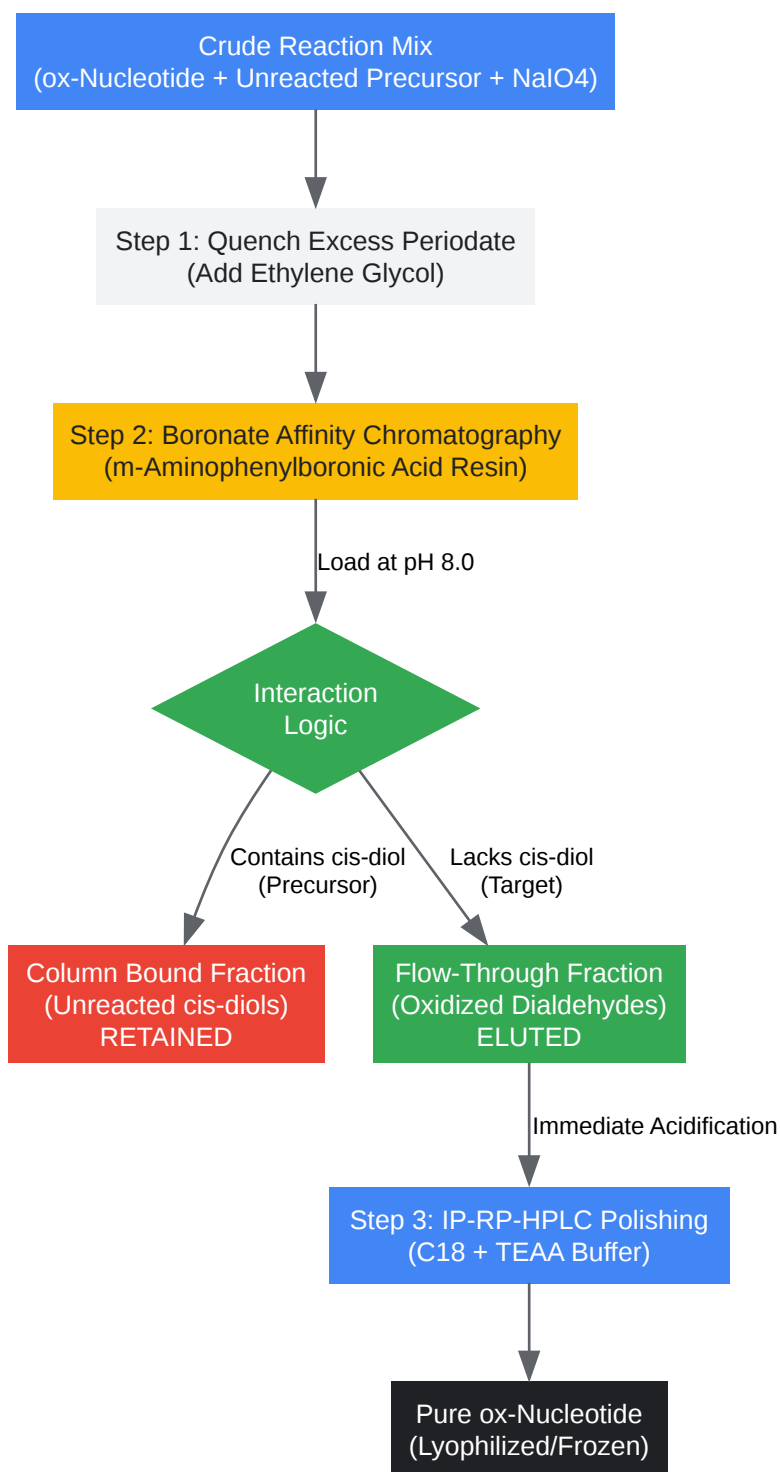 Crude Reaction Mix
(ox-Nucleotide + Unreacted Precursor + NaIO4)
Step 1: Quench Excess Periodate
(Add Ethylene Glycol)
Step 2: Boronate Affinity Chromatography
(m-Aminophenylboronic Acid Resin)
Load at pH 8.0
Interaction
Logic
Contains cis-diol
(Precursor)
Lacks cis-diol
(Target)
Column Bound Fraction
(Unreacted cis-diols)
RETAINED
Flow-Through Fraction
(Oxidized Dialdehydes)
ELUTED
Immediate Acidification
Step 3: IP-RP-HPLC Polishing
(C18 + TEAA Buffer)
Pure ox-Nucleotide
(Lyophilized/Frozen)